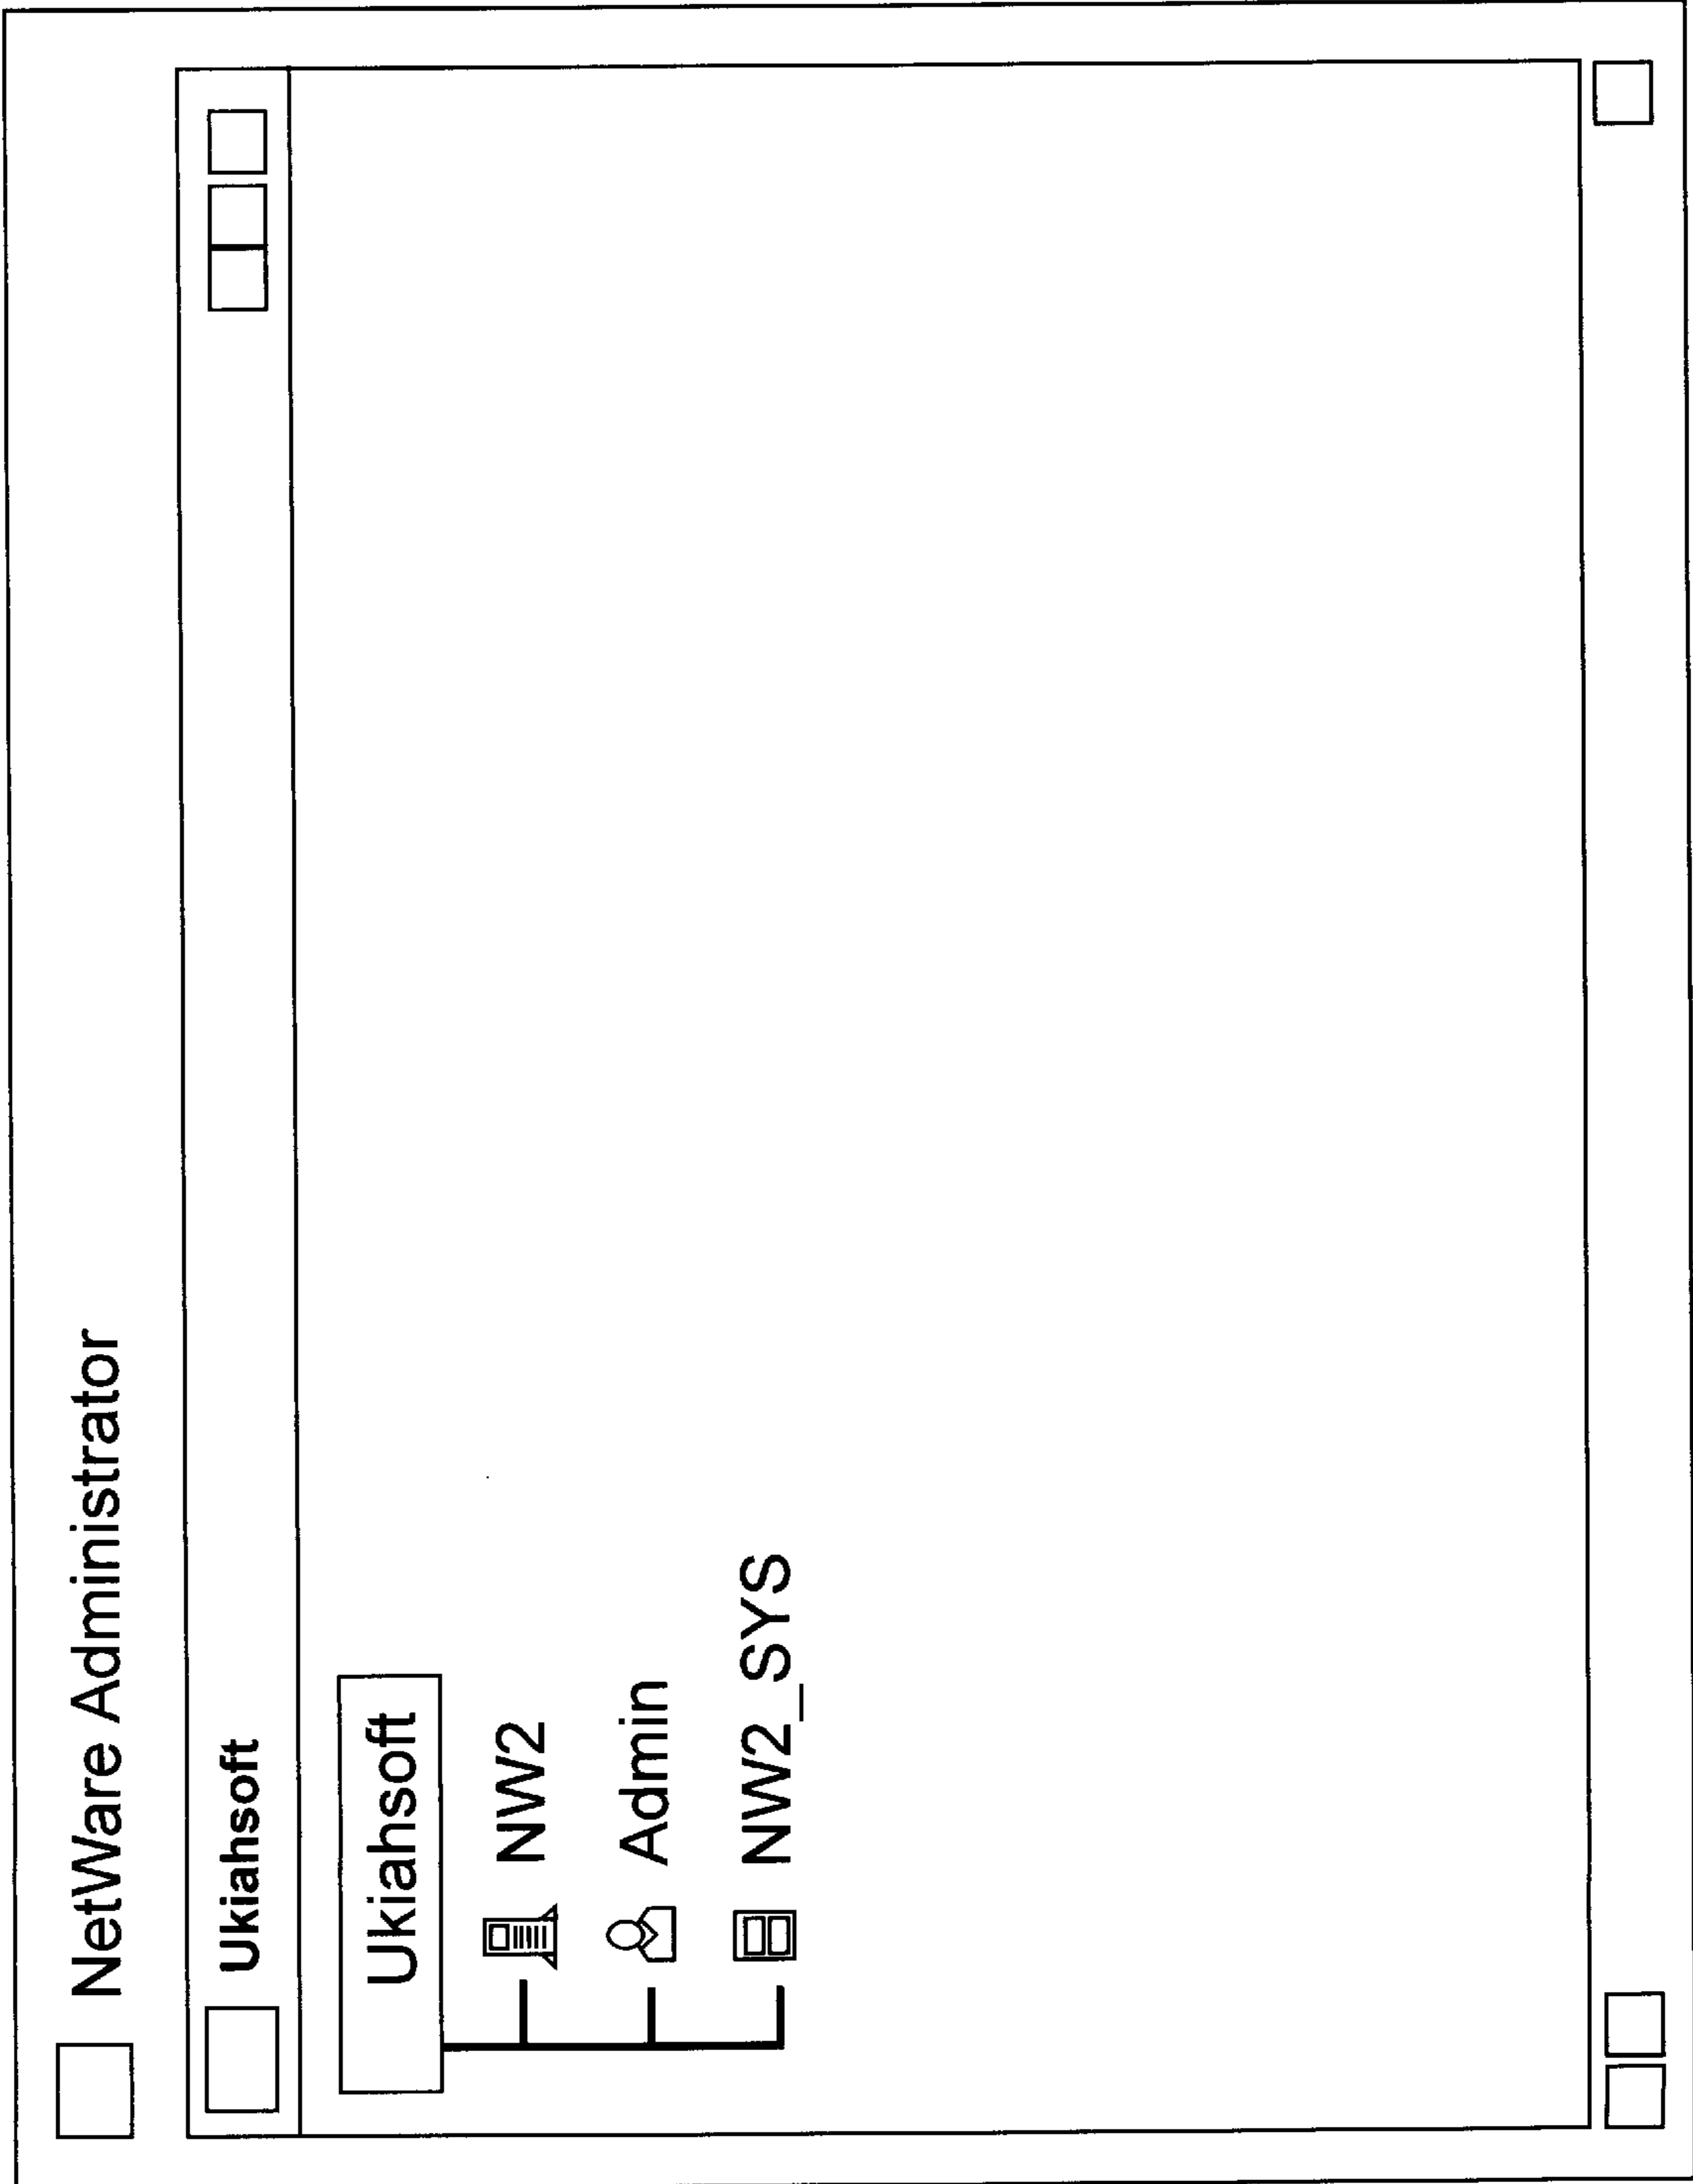 NetWare Administrator
Ukiahsoft
Ukiahsoft
NW2
Admin
NW2_SYS